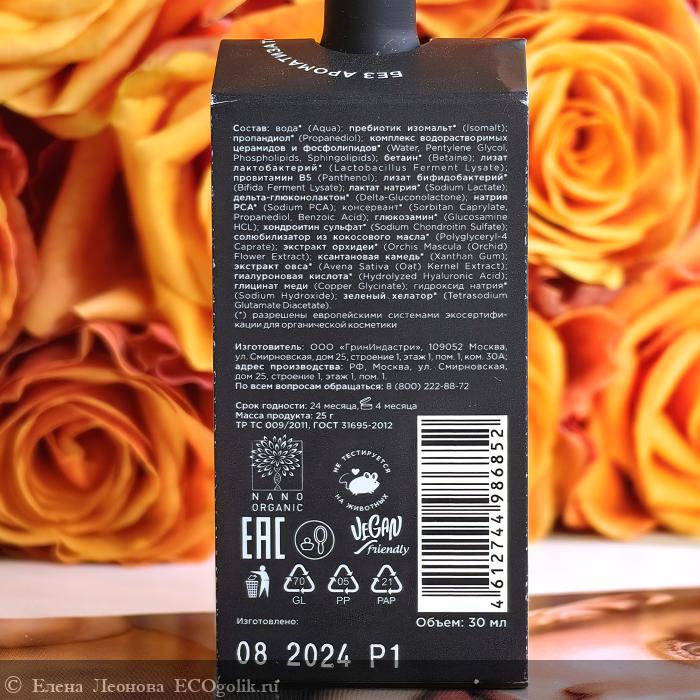 БЕЗ АРОМАТИЗА
Состав: вода* (Aqua); пребиотик изомальт* (Isomalt);
пропандиол* (Propanediol); комплекс водорастворимых
церамидов и фосфолипидов* (Water, Pentylene Glycol,
Phospholipids, Sphingolipids); бетаин* (Betaine); лизат
лактобактерий* (Lactobacillus Ferment Lysate);
провитамин B5 (Panthenol); лизат бифидобактерий*
(Bifida Ferment Lysate); лактат натрия* (Sodium Lactate);
дельта-глюконолактон* (Delta-Gluconolactone); натрия
PCA* (Sodium PCA); консервант* (Sorbitan Caprylate,
Propanediol, Benzoic Acid); глюкозамин* (Glucosamine
HCL); хондроитин сульфат* (Sodium Chondroitin Sulfate);
солюбилизатор из кокосового масла* (Polyglyceryl-4
Caprate); экстракт орхидеи* (Orchis Mascula (Orchid)
Flower Extract); ксантановая камедь* (Xanthan Gum);
экстракт овса* (Avena Sativa (Oat) Kernel Extract);
гиалуроновая кислота* (Hydrolyzed Hyaluronic Acid);
глицинат меди (Copper Glycinate); гидроксид натрия*
(Sodium Hydroxide); зеленый хелатор* (Tetrasodium
Glutamate Diacetate).
(*) разрешены европейскими системами экосертифи-
кации для органической косметики
Изготовитель: ООО «ГринИндастри», 109052 Москва,
ул. Смирновская, дом 25, строение 1, этаж 1, пом. 1, ком. 30А;
адрес производства: РФ, Москва, ул. Смирновская,
дом 25, строение 1, этаж 1, пом. 1.
По всем вопросам обращаться: 8 (800) 222-88-72
Срок годности: 24 месяца, 4 месяца
Масса продукта: 25 г
ТР ТС 009/2011, ГОСТ 31695-2012
NANO
ORGANIC
НЕ ТЕСТИРУЕТСЯ
НА ЖИВОТНЫХ
EAC
VEGAN
friendly
70
GL
05
PP
21
PAP
4 612744 986852
Изготовлено:
Объем: 30 мл
08 2024 P1
© Елена Леонова ECOgolik.ru